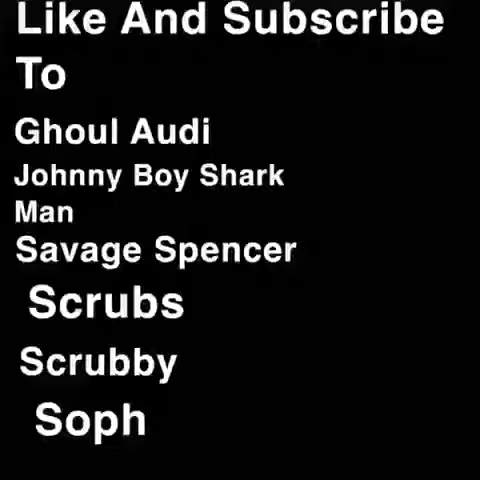 Like And Subscribe
To
Ghoul Audi
Johnny Boy Shark
Man
Savage Spencer
Scrubs
Scrubby
Soph